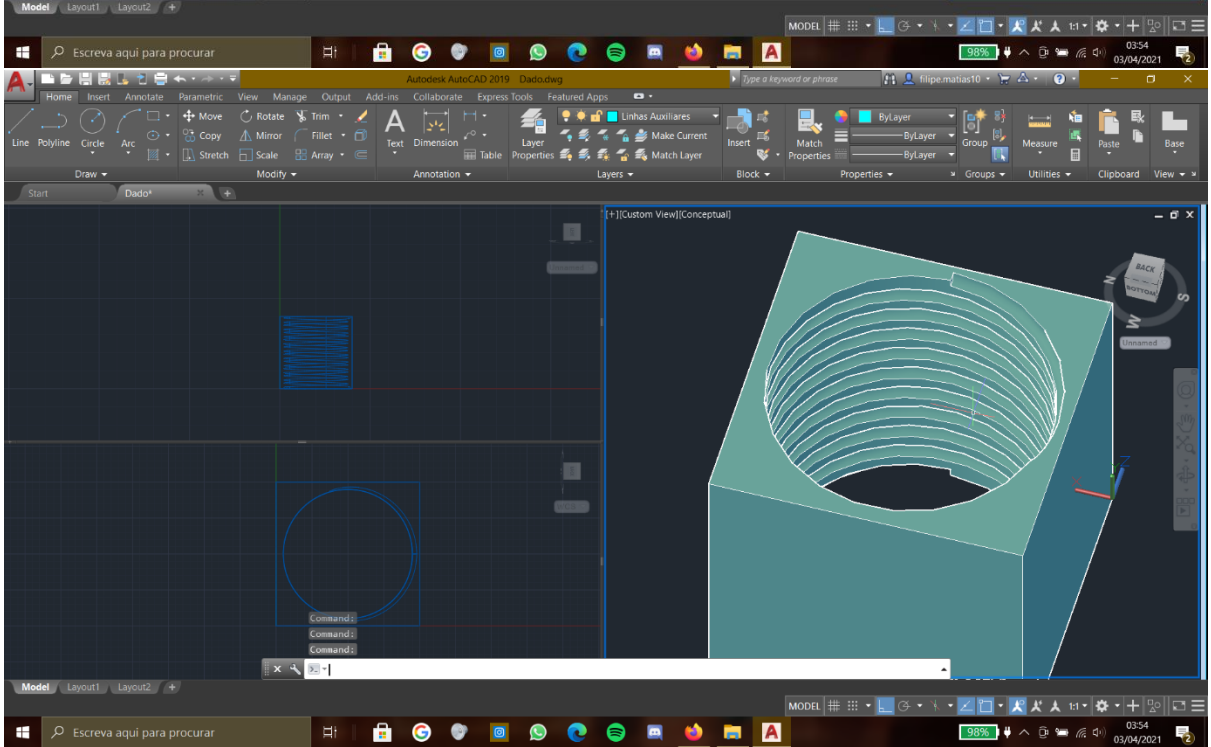 Model Layout1 Layout2 +
MODEL 1:1
Escreva aqui para procurar 98% 03:54
03/04/2021 2
Autodesk AutoCAD 2019 Dado.dwg Type a keyword or phrase filipe.matias10
Home Insert Annotate Parametric View Manage Output Add-ins Collaborate Express Tools Featured Apps
Move Rotate Trim Linhas Auxiliares ByLayer
Line Polyline Circle Arc Copy Mirror Fillet Text Dimension Layer Properties Make Current Insert Match Properties ByLayer Group Measure Paste Base
Stretch Scale Array Table Match Layer ByLayer
Draw Modify Annotation Layers Block Properties Groups Utilities Clipboard View
Start Dado* +
[+][Custom View][Conceptual]
BACK
BOTTOM
N S W
Unnamed
Z
Command:
Command:
Command:
Model Layout1 Layout2 +
MODEL 1:1
Escreva aqui para procurar 98% 03:54
03/04/2021 2